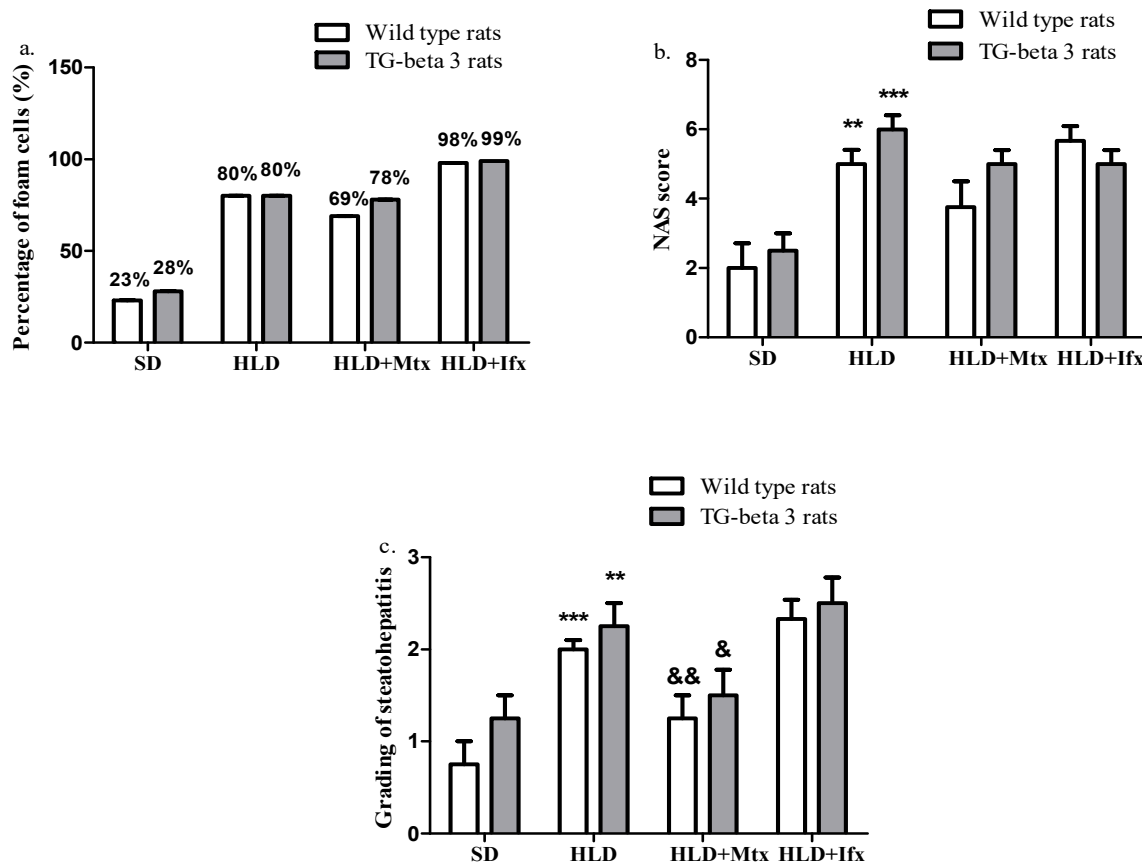 a.
Wild type rats
TG-beta 3 rats
Percentage of foam cells (%)
150
100
50
0
23%
28%
80%
80%
69%
78%
98%
99%
SD
HLD
HLD+Mtx
HLD+Ifx
b.
Wild type rats
TG-beta 3 rats
NAS score
8
6
4
2
0
**
***
SD
HLD
HLD+Mtx
HLD+Ifx
c.
Wild type rats
TG-beta 3 rats
Grading of steatohepatitis
3
2
1
0
***
**
&&
&
SD
HLD
HLD+Mtx
HLD+Ifx